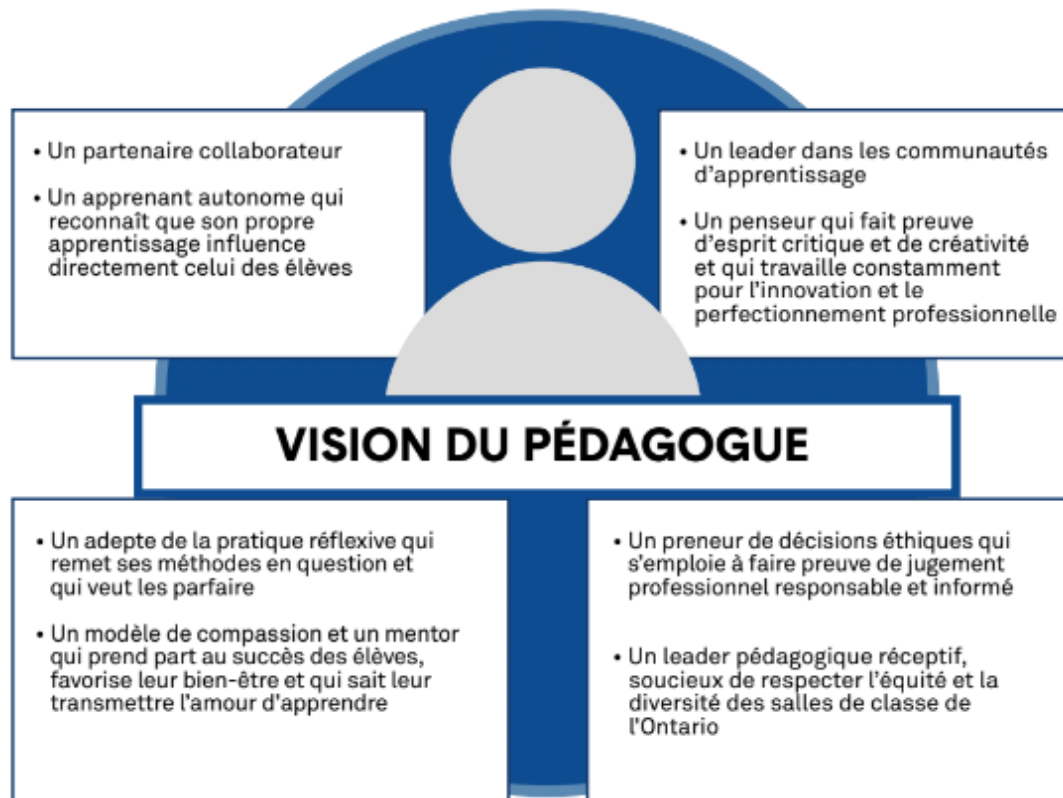 • Un partenaire collaborateur
• Un apprenant autonome qui
reconnaît que son propre
apprentissage influence
directement celui des élèves
• Un leader dans les communautés
d'apprentissage
• Un penseur qui fait preuve
d'esprit critique et de créativité
et qui travaille constamment
pour l'innovation et le
perfectionnement professionnelle
VISION DU PÉDAGOGUE
• Un adepte de la pratique réflexive qui
remet ses méthodes en question et
qui veut les parfaire
• Un modèle de compassion et un mentor
qui prend part au succès des élèves,
favorise leur bien-être et qui sait leur
transmettre l'amour d'apprendre
• Un preneur de décisions éthiques qui
s'emploie à faire preuve de jugement
professionnel responsable et informé
• Un leader pédagogique réceptif,
soucieux de respecter l'équité et la
diversité des salles de classe de
l'Ontario